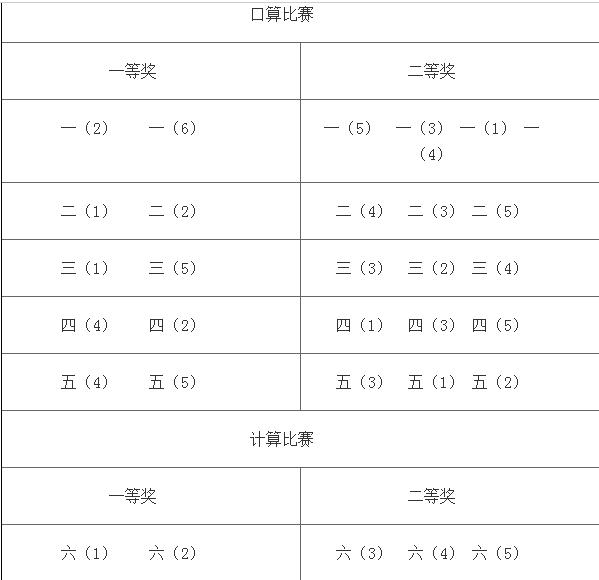 口算比赛
一等奖 二等奖
一（2） 一（6） 一（5） 一（3） 一（1） 一
（4）
二（1） 二（2） 二（4） 二（3） 二（5）
三（1） 三（5） 三（3） 三（2） 三（4）
四（4） 四（2） 四（1） 四（3） 四（5）
五（4） 五（5） 五（3） 五（1） 五（2）
计算比赛
一等奖 二等奖
六（1） 六（2） 六（3） 六（4） 六（5）